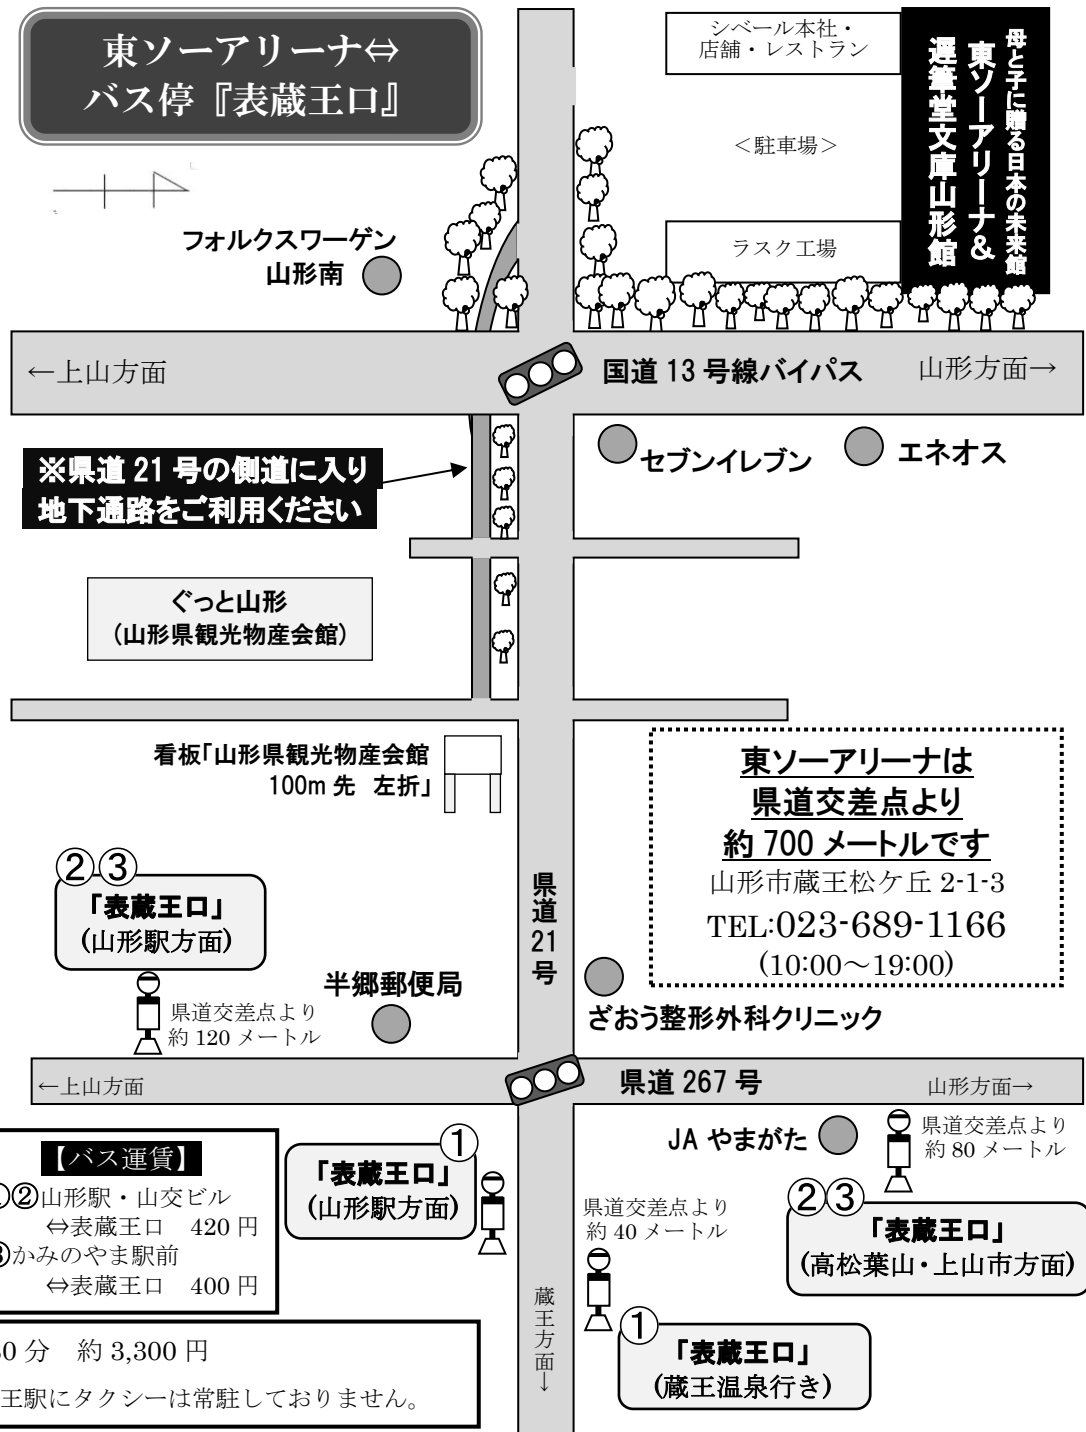 東ソーアリーナ⇔
バス停『表蔵王口』
シベール本社・
店舗・レストラン
<駐車場>
ラスク工場
母と子に贈る日本の未来館
東ソーアリーナ&
遅筆堂文庫山形館
フォルクスワーゲン
山形南
←上山方面
国道 13 号線バイパス
山形方面→
セブンイレブン
エネオス
※県道 21 号の側道に入り
地下通路をご利用ください
ぐっと山形
(山形県観光物産会館)
看板「山形県観光物産会館
100m 先 左折」
東ソーアリーナは
県道交差点より
約 700 メートルです
山形市蔵王松ケ丘 2-1-3
TEL:023-689-1166
(10:00～19:00)
②③
「表蔵王口」
(山形駅方面)
県道交差点より
約 120 メートル
半郷郵便局
県道21号
ざおう整形外科クリニック
←上山方面
県道 267 号
山形方面→
JA やまがた
県道交差点より
約 80 メートル
【バス運賃】
②山形駅・山交ビル
⇔表蔵王口 420 円
かみのやま駅前
⇔表蔵王口 400 円
①
「表蔵王口」
(山形駅方面)
県道交差点より
約 40 メートル
②③
「表蔵王口」
(高松葉山・上山市方面)
蔵王方面→
①
「表蔵王口」
(蔵王温泉行き)
0 分 約 3,300 円
王駅にタクシーは常駐しておりません。